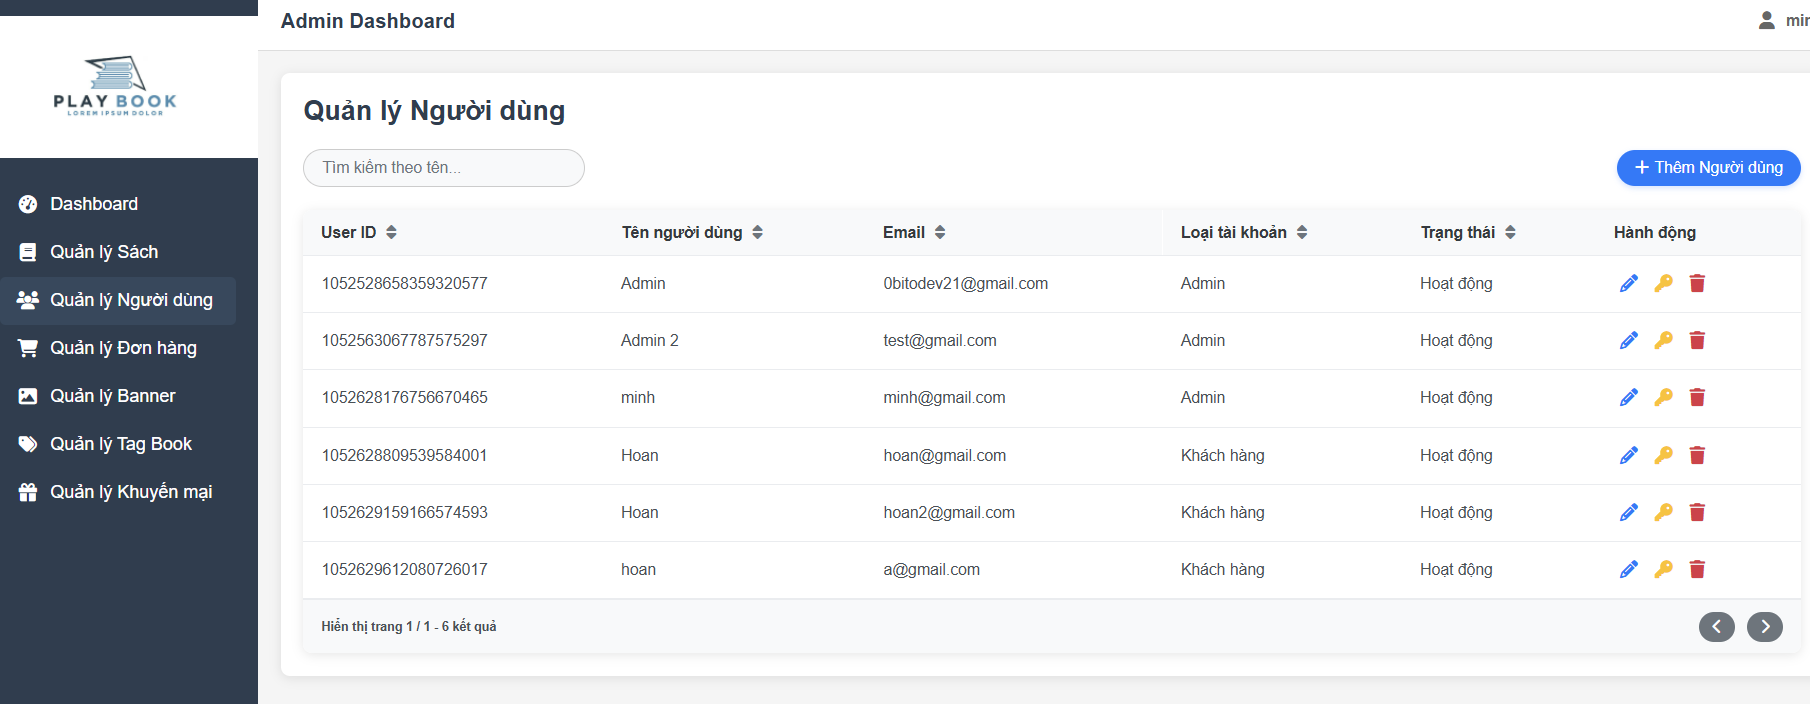 Admin Dashboard
PLAY BOOK
LOREM IPSUM DOLOR
Dashboard
Quản lý Sách
Quản lý Người dùng
Quản lý Đơn hàng
Quản lý Banner
Quản lý Tag Book
Quản lý Khuyến mại
Quản lý Người dùng
Tìm kiếm theo tên...
Thêm Người dùng
User ID Tên người dùng Email Loại tài khoản Trạng thái Hành động
1052528658359320577 Admin 0bitodev21@gmail.com Admin Hoạt động
1052563067787575297 Admin 2 test@gmail.com Admin Hoạt động
1052628176756670465 minh minh@gmail.com Admin Hoạt động
1052628809539584001 Hoan hoan@gmail.com Khách hàng Hoạt động
1052629159166574593 Hoan hoan2@gmail.com Khách hàng Hoạt động
1052629612080726017 hoan a@gmail.com Khách hàng Hoạt động
Hiển thị trang 1 / 1 - 6 kết quả